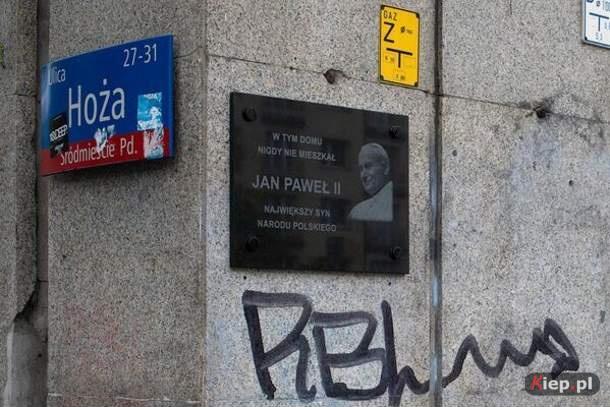 Ulica
27-31
Hoża
Śródmieście Pd.
GAZ
Z
T
W TYM DOMU
NIGDY NIE MIESZKAŁ
JAN PAWEŁ II
NAJWIĘKSZY SYN
NARODU POLSKIEGO
Kiep.pl